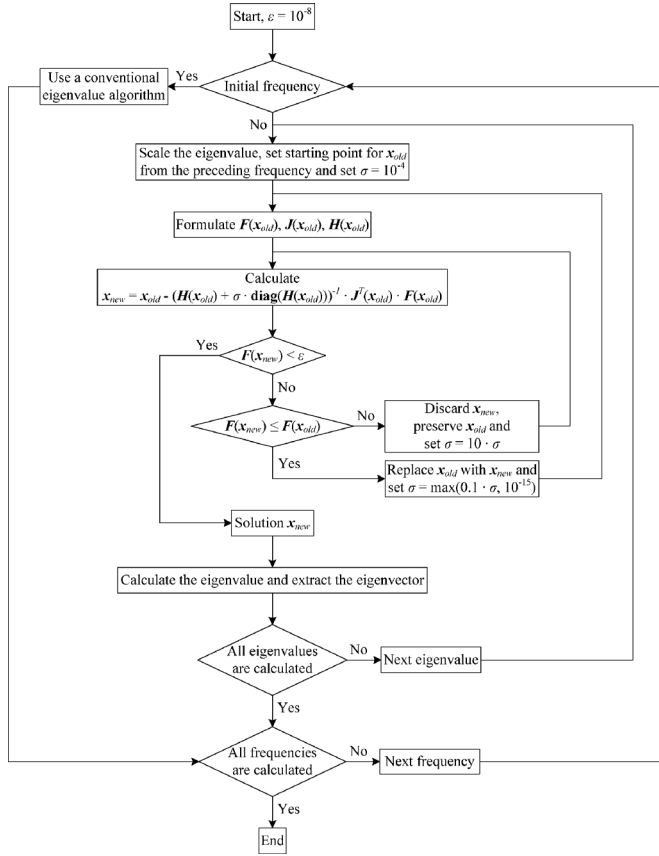 Start, ε = 10⁻⁸
Use a conventional
eigenvalue algorithm
Yes
Initial frequency
No
Scale the eigenvalue, set starting point for x_old
from the preceding frequency and set σ = 10⁻⁴
Formulate F(x_old), J(x_old), H(x_old)
Calculate
x_new = x_old - (H(x_old) + σ · diag(H(x_old)))⁻¹ · Jᵀ(x_old) · F(x_old)
Yes
F(x_new) < ε
No
F(x_new) ≤ F(x_old)
No
Discard x_new,
preserve x_old and
set σ = 10 · σ
Yes
Replace x_old with x_new and
set σ = max(0.1 · σ, 10⁻¹⁵)
Solution x_new
Calculate the eigenvalue and extract the eigenvector
All eigenvalues
are calculated
No
Next eigenvalue
Yes
All frequencies
are calculated
No
Next frequency
Yes
End